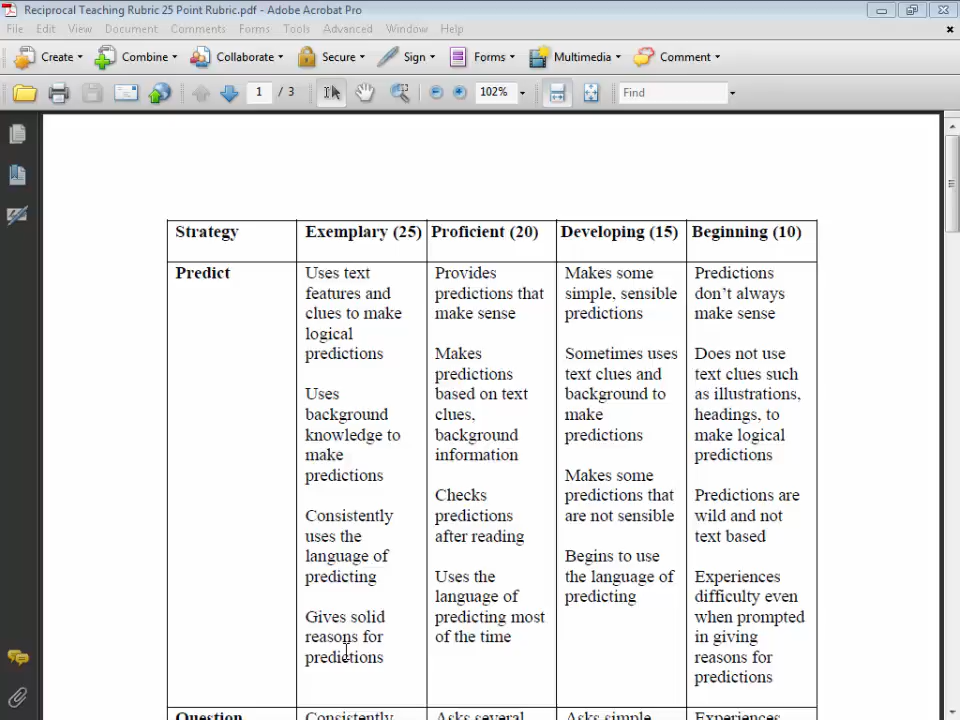 Reciprocal Teaching Rubric 25 Point Rubric.pdf - Adobe Acrobat Pro
File Edit View Document Comments Forms Tools Advanced Window Help
Create Combine Collaborate Secure Sign Forms Multimedia Comment
1 / 3 102% Find
Strategy
Exemplary (25)
Proficient (20)
Developing (15)
Beginning (10)
Predict
Uses text
features and
clues to make
logical
predictions
Uses
background
knowledge to
make
predictions
Consistently
uses the
language of
predicting
Gives solid
reasons for
predictions
Provides
predictions that
make sense
Makes
predictions
based on text
clues,
background
information
Checks
predictions
after reading
Uses the
language of
predicting most
of the time
Makes some
simple, sensible
predictions
Sometimes uses
text clues and
background to
make
predictions
Makes some
predictions that
are not sensible
Begins to use
the language of
predicting
Predictions
don’t always
make sense
Does not use
text clues such
as illustrations,
headings, to
make logical
predictions
Predictions are
wild and not
text based
Experiences
difficulty even
when prompted
in giving
reasons for
predictions
Question
Consistently
Asks several
Asks simple
Experiences